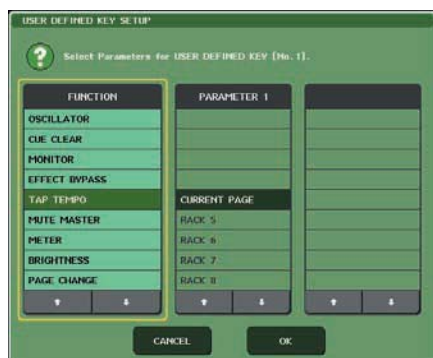 USER DEFINED KEY SETUP
? Select Parameters for USER DEFINED KEY [No. 1].
FUNCTION
OSCILLATOR
CUE CLEAR
MONITOR
EFFECT BYPASS
TAP TEMPO
MUTE MASTER
METER
BRIGHTNESS
PAGE CHANGE
PARAMETER 1
CURRENT PAGE
RACK 5
RACK 6
RACK 7
RACK 8
CANCEL
OK